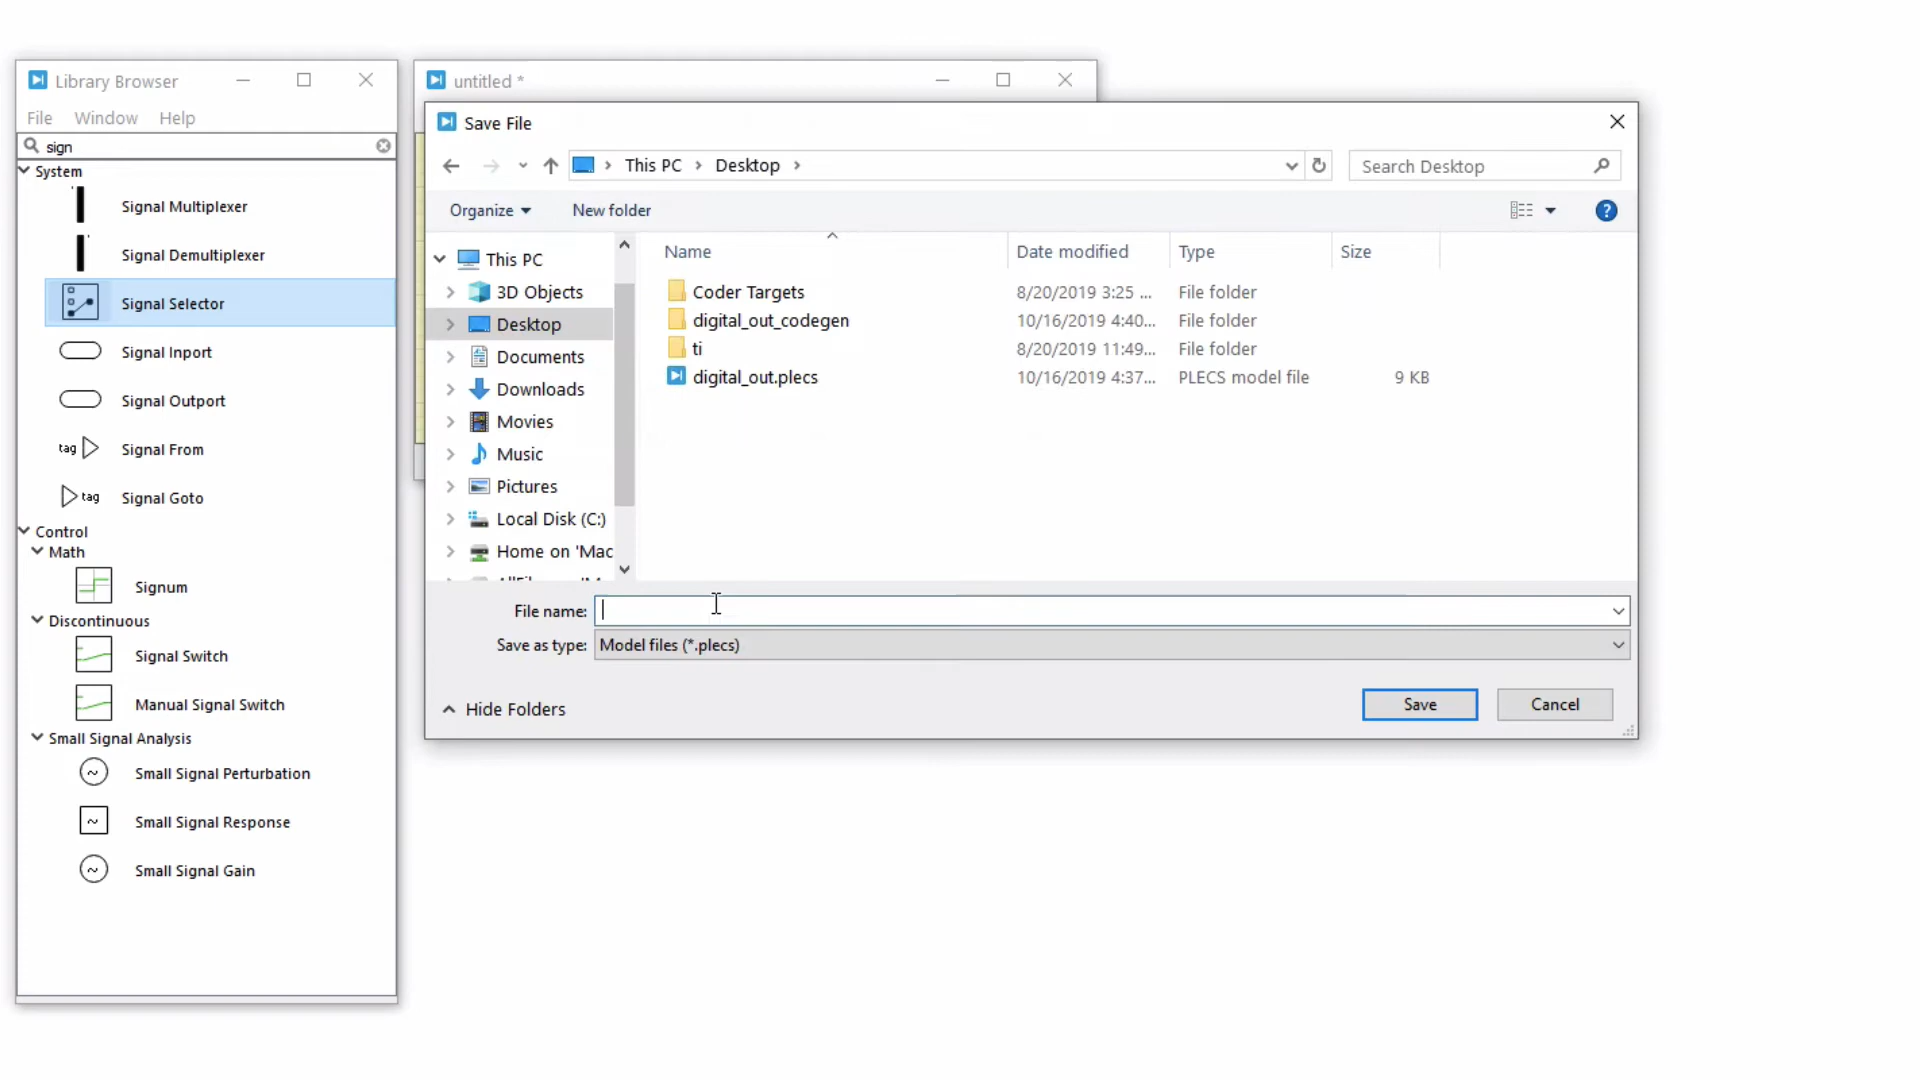 Library Browser
File Window Help
sign
System
Signal Multiplexer
Signal Demultiplexer
Signal Selector
Signal Inport
Signal Outport
tag Signal From
tag Signal Goto
Control
Math
Signum
Discontinuous
Signal Switch
Manual Signal Switch
Small Signal Analysis
~ Small Signal Perturbation
~ Small Signal Response
~ Small Signal Gain
untitled *
Save File
This PC > Desktop >
Search Desktop
Organize New folder
?
This PC
3D Objects
Desktop
Documents
Downloads
Movies
Music
Pictures
Local Disk (C:)
Home on 'Mac
Name Date modified Type Size
Coder Targets 8/20/2019 3:25 ... File folder
digital_out_codegen 10/16/2019 4:40... File folder
ti 8/20/2019 11:49... File folder
digital_out.plecs 10/16/2019 4:37... PLECS model file 9 KB
File name:
Save as type: Model files (*.plecs)
Hide Folders
Save Cancel